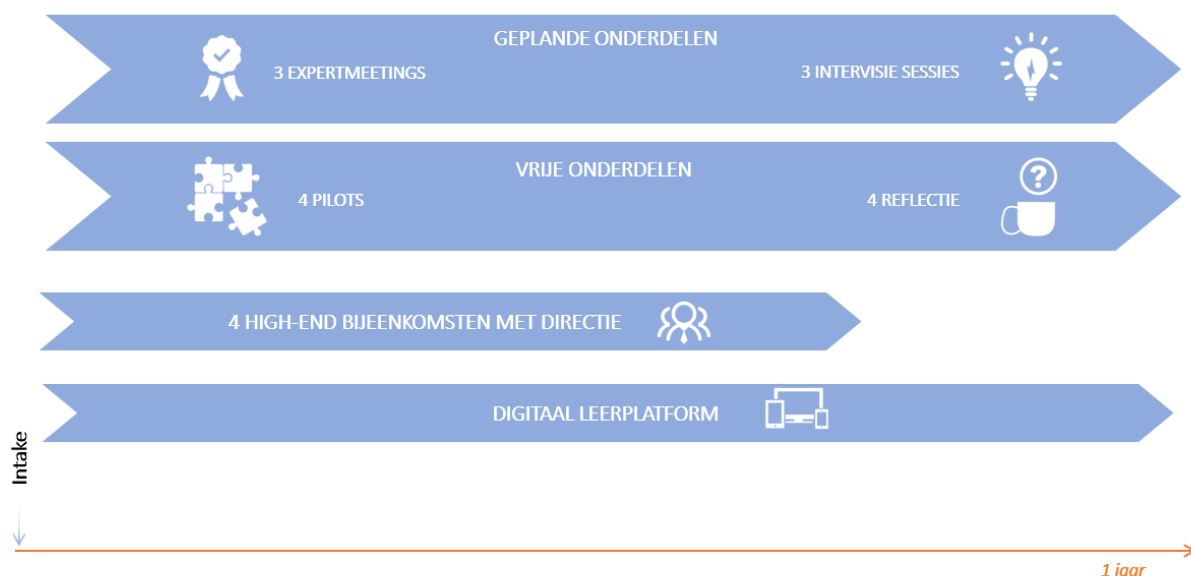 GEPLANDE ONDERDELEN
3 EXPERTMEETINGS
3 INTERVISIE SESSIES
VRIJE ONDERDELEN
4 PILOTS
4 REFLECTIE
?
4 HIGH-END BIJEENKOMSTEN MET DIRECTIE
DIGITAAL LEERPLATFORM
Intake
1 jaar